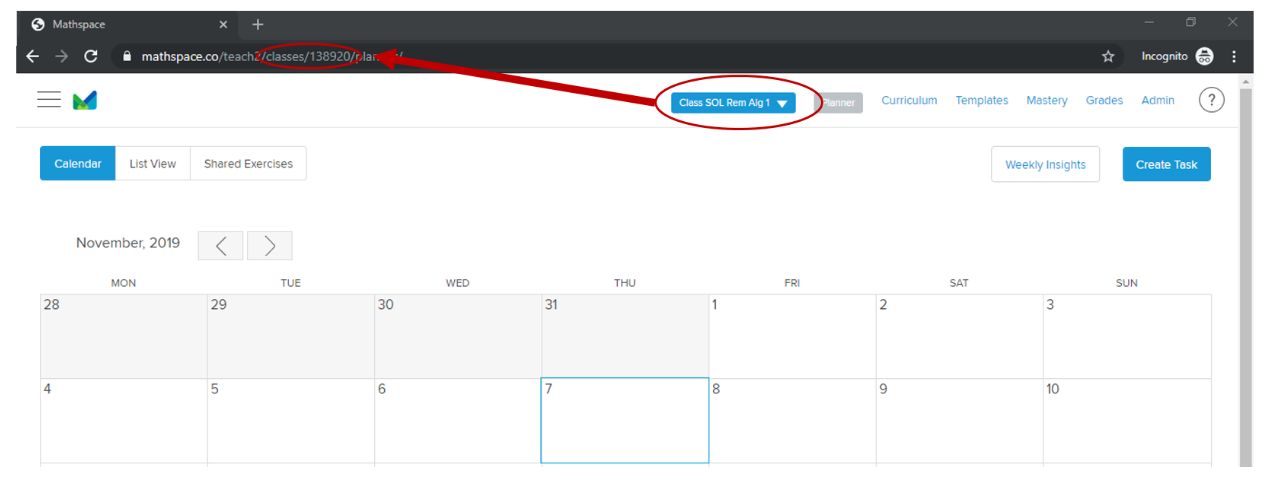 Mathspace
mathspace.co/teach2/classes/138920/planner/
Incognito
Class SOL Rem Alg 1 Planner Curriculum Templates Mastery Grades Admin ?
Calendar List View Shared Exercises Weekly Insights Create Task
November, 2019
MON TUE WED THU FRI SAT SUN
28 29 30 31 1 2 3
4 5 6 7 8 9 10